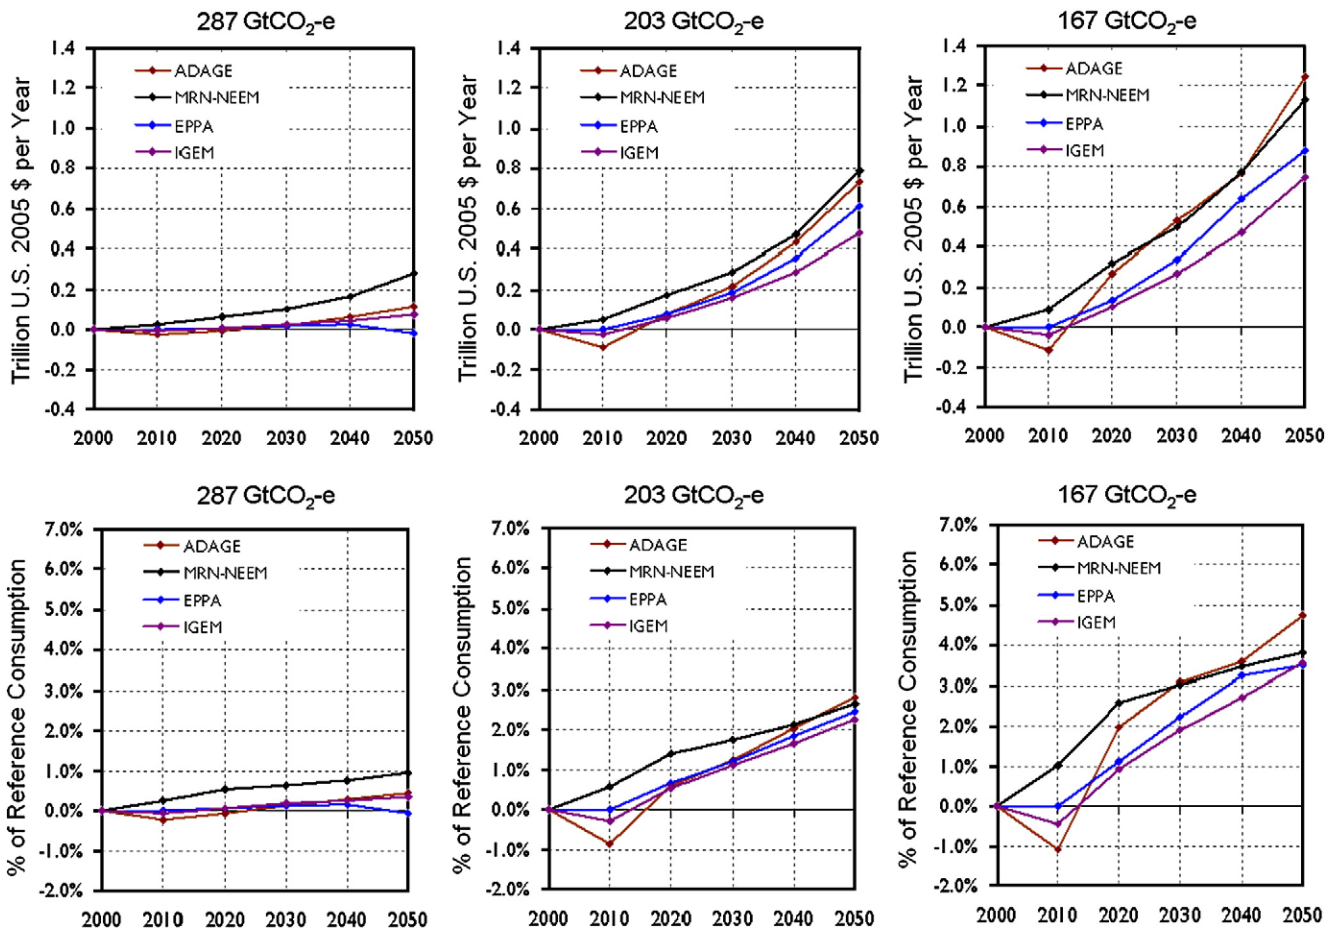 287 GtCO₂-e
Trillion U.S. 2005 $ per Year
1.4
1.2
1.0
0.8
0.6
0.4
0.2
0.0
-0.2
-0.4
ADAGE
MRN-NEEM
EPPA
IGEM
2000 2010 2020 2030 2040 2050
203 GtCO₂-e
Trillion U.S. 2005 $ per Year
1.4
1.2
1.0
0.8
0.6
0.4
0.2
0.0
-0.2
-0.4
ADAGE
MRN-NEEM
EPPA
IGEM
2000 2010 2020 2030 2040 2050
167 GtCO₂-e
Trillion U.S. 2005 $ per Year
1.4
1.2
1.0
0.8
0.6
0.4
0.2
0.0
-0.2
-0.4
ADAGE
MRN-NEEM
EPPA
IGEM
2000 2010 2020 2030 2040 2050
287 GtCO₂-e
% of Reference Consumption
7.0%
6.0%
5.0%
4.0%
3.0%
2.0%
1.0%
0.0%
-1.0%
-2.0%
ADAGE
MRN-NEEM
EPPA
IGEM
2000 2010 2020 2030 2040 2050
203 GtCO₂-e
% of Reference Consumption
7.0%
6.0%
5.0%
4.0%
3.0%
2.0%
1.0%
0.0%
-1.0%
-2.0%
ADAGE
MRN-NEEM
EPPA
IGEM
2000 2010 2020 2030 2040 2050
167 GtCO₂-e
% of Reference Consumption
7.0%
6.0%
5.0%
4.0%
3.0%
2.0%
1.0%
0.0%
-1.0%
-2.0%
ADAGE
MRN-NEEM
EPPA
IGEM
2000 2010 2020 2030 2040 2050